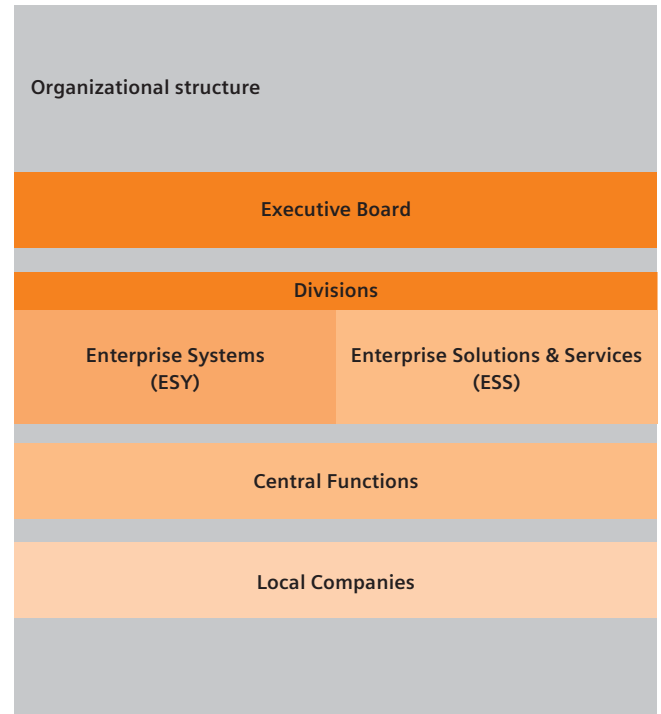 Organizational structure
Executive Board
Divisions
Enterprise Systems
(ESY)
Enterprise Solutions & Services
(ESS)
Central Functions
Local Companies